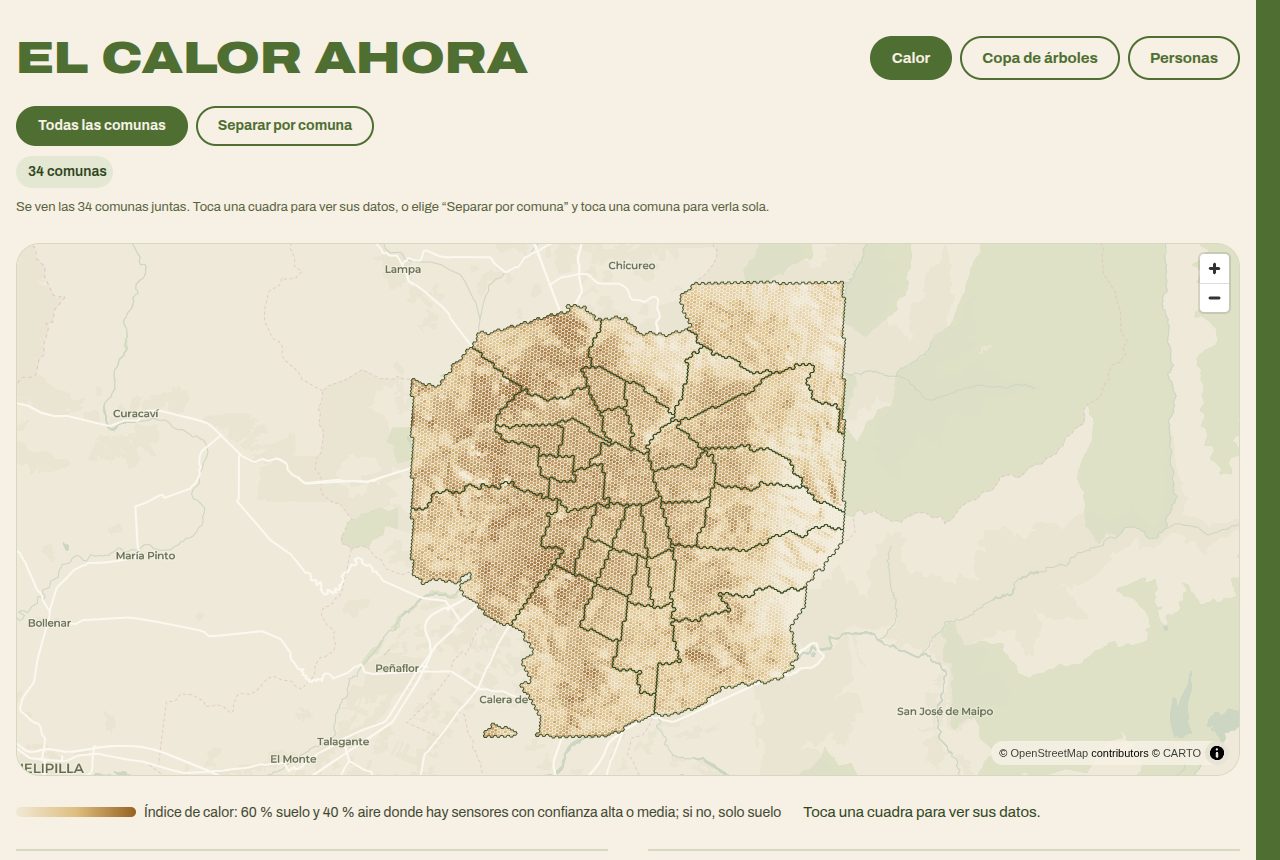 EL CALOR AHORA
Calor
Copa de árboles
Personas
Todas las comunas
Separar por comuna
34 comunas
Se ven las 34 comunas juntas. Toca una cuadra para ver sus datos, o elige “Separar por comuna” y toca una comuna para verla sola.
Lampa
Chicureo
Curacaví
María Pinto
Bollenar
Peñaflor
Calera de
San José de Maipo
Talagante
El Monte
© OpenStreetMap contributors © CARTO
Índice de calor: 60 % suelo y 40 % aire donde hay sensores con confianza alta o media; si no, solo suelo
Toca una cuadra para ver sus datos.